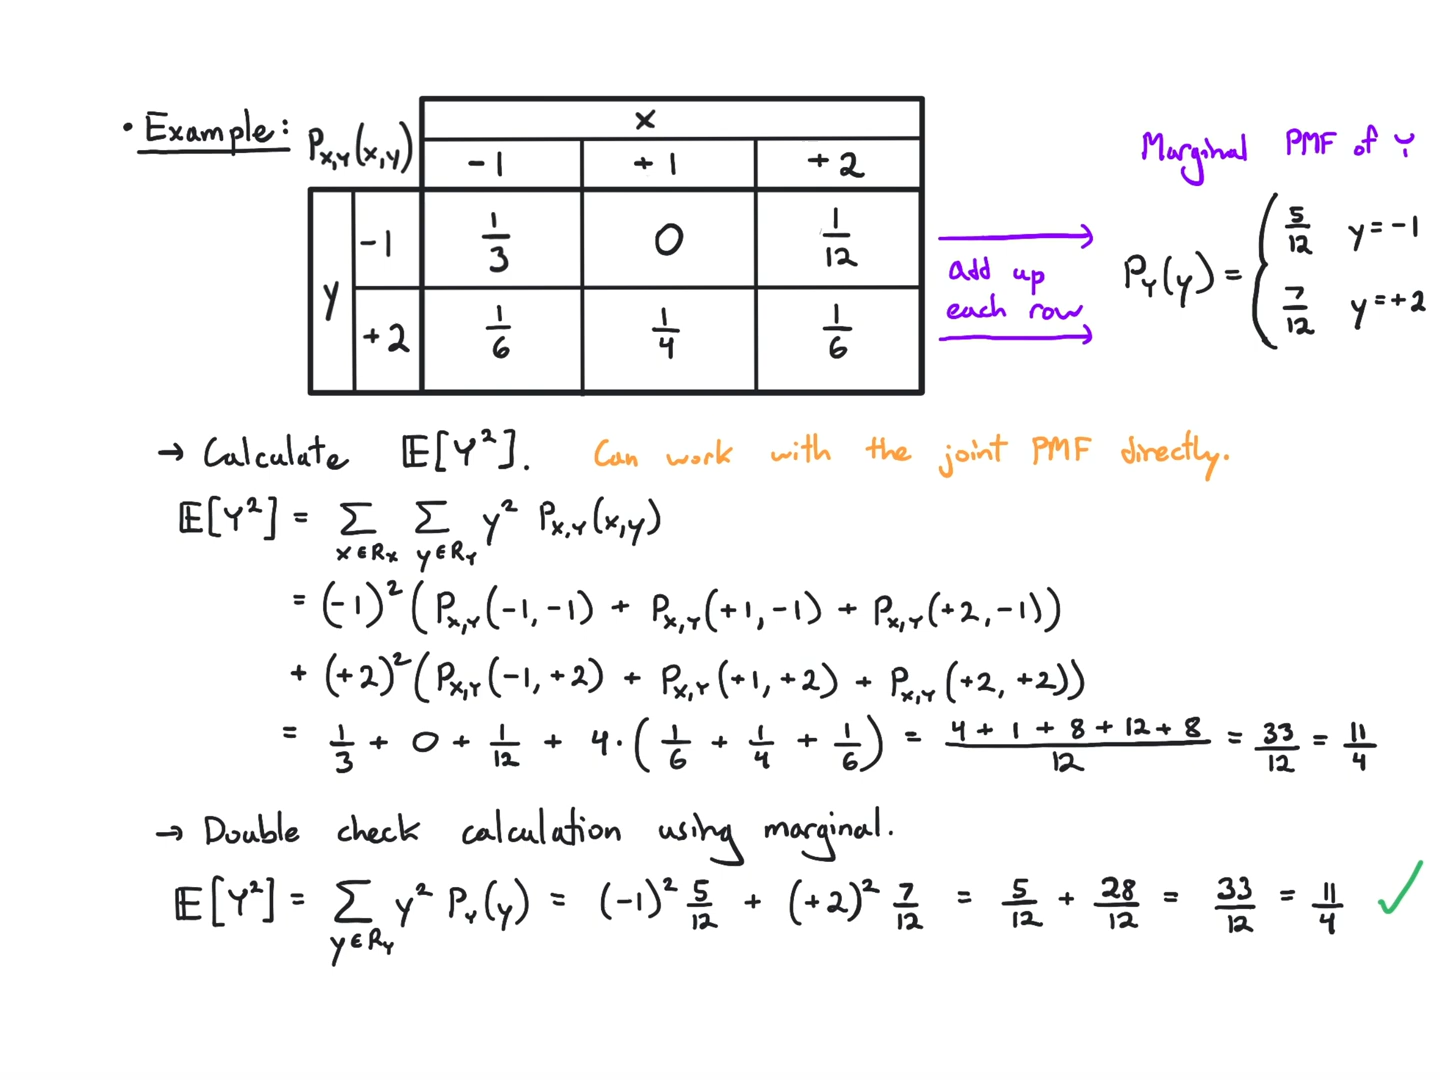 • Example: P_{X,Y}(x,y)
x
-1 +1 +2
y
-1 1/3 0 1/12
+2 1/6 1/4 1/6
add up
each row
Marginal PMF of Y
P_Y(y) = { 5/12 y=-1
7/12 y=+2
→ Calculate 𝔼[Y²]. Can work with the joint PMF directly.
𝔼[Y²] = Σ_{x∈R_X} Σ_{y∈R_Y} y² P_{X,Y}(x,y)
= (-1)² (P_{X,Y}(-1,-1) + P_{X,Y}(+1,-1) + P_{X,Y}(+2,-1))
+ (+2)² (P_{X,Y}(-1,+2) + P_{X,Y}(+1,+2) + P_{X,Y}(+2,+2))
= 1/3 + 0 + 1/12 + 4·(1/6 + 1/4 + 1/6) = (4+1+8+12+8)/12 = 33/12 = 11/4
→ Double check calculation using marginal.
𝔼[Y²] = Σ_{y∈R_Y} y² P_Y(y) = (-1)² 5/12 + (+2)² 7/12 = 5/12 + 28/12 = 33/12 = 11/4 ✓